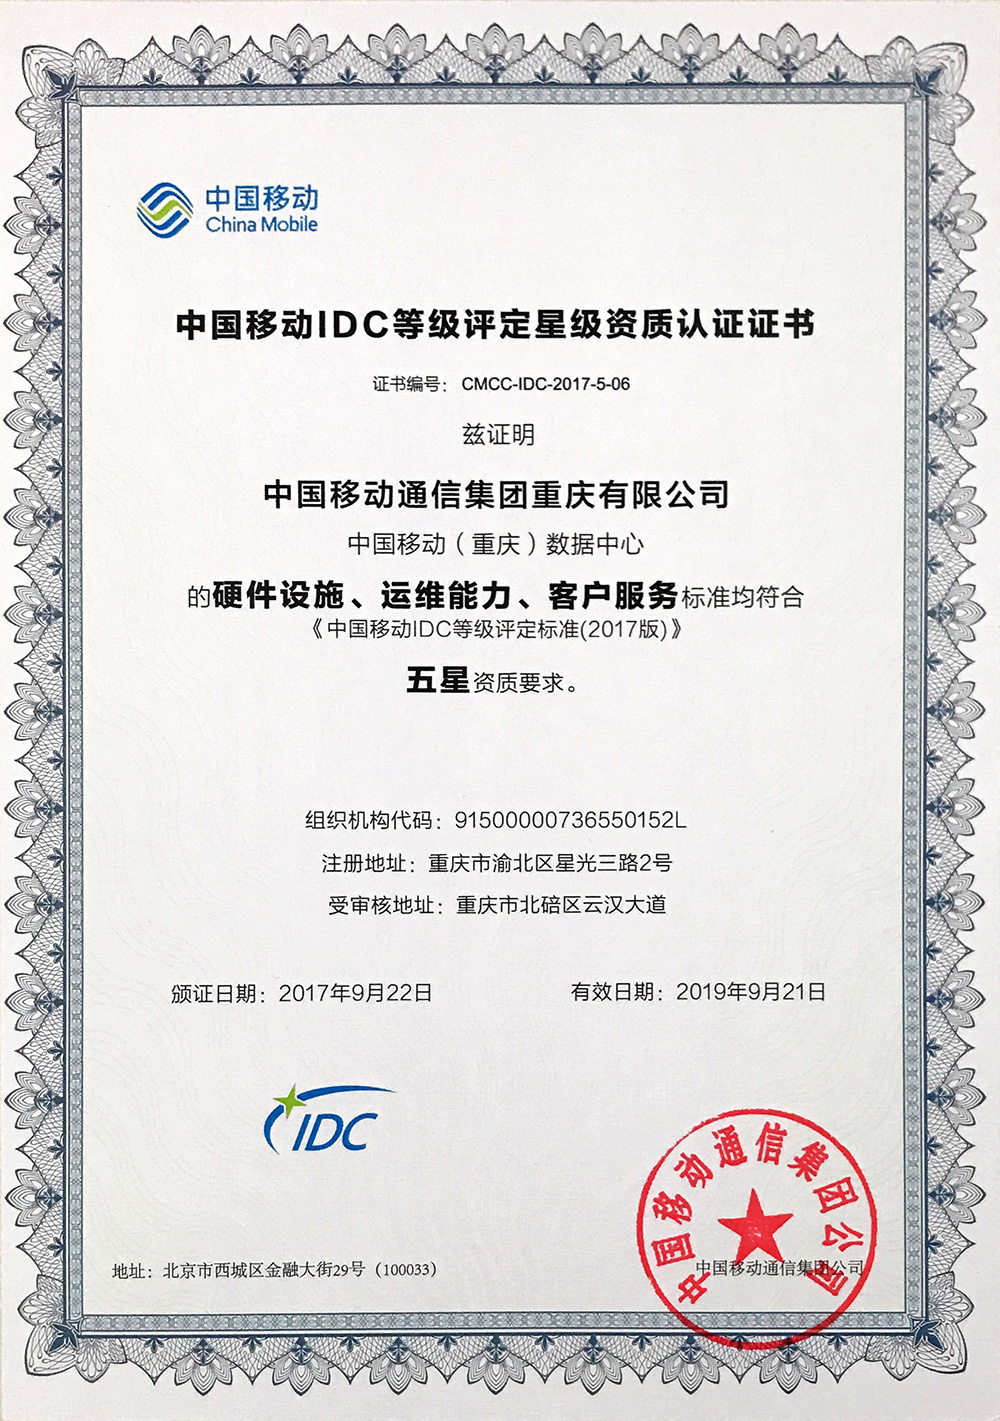 中国移动
China Mobile
中国移动IDC等级评定星级资质认证证书
证书编号： CMCC-IDC-2017-5-06
兹证明
中国移动通信集团重庆有限公司
中国移动（重庆）数据中心
的硬件设施、运维能力、客户服务标准均符合
《中国移动IDC等级评定标准(2017版)》
五星资质要求。
组织机构代码：91500000736550152L
注册地址：重庆市渝北区星光三路2号
受审核地址：重庆市北碚区云汉大道
颁证日期：2017年9月22日 有效日期：2019年9月21日
IDC
中国移动通信集团公司
地址：北京市西城区金融大街29号（100033） 中国移动通信集团公司